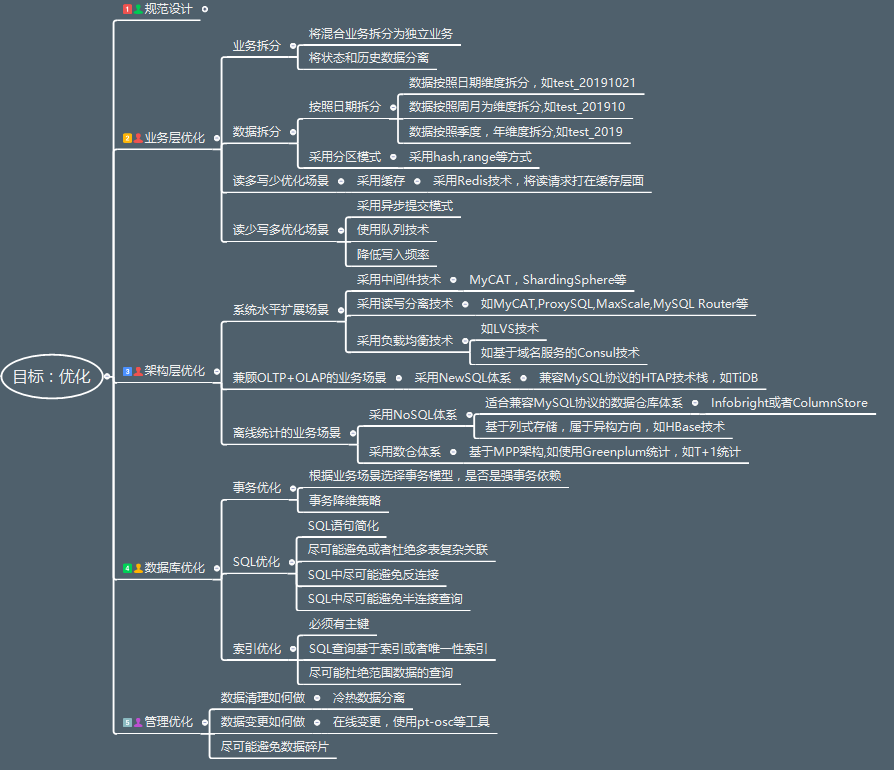 1 规范设计
业务拆分
将混合业务拆分为独立业务
将状态和历史数据分离
数据按照日期维度拆分，如test_20191021
按照日期拆分
数据按照周月为维度拆分,如test_201910
数据拆分
数据按照季度，年维度拆分,如test_2019
2 业务层优化
采用分区模式
采用hash,range等方式
读多写少优化场景
采用缓存
采用Redis技术，将读请求打在缓存层面
采用异步提交模式
读少写多优化场景
使用队列技术
降低写入频率
采用中间件技术
MyCAT，ShardingSphere等
系统水平扩展场景
采用读写分离技术
如MyCAT,ProxySQL,MaxScale,MySQL Router等
采用负载均衡技术
如LVS技术
如基于域名服务的Consul技术
目标：优化
3 架构层优化
兼顾OLTP+OLAP的业务场景
采用NewSQL体系
兼容MySQL协议的HTAP技术栈，如TiDB
离线统计的业务场景
采用NoSQL体系
适合兼容MySQL协议的数据仓库体系
Infobright或者ColumnStore
基于列式存储，属于异构方向，如HBase技术
采用数仓体系
基于MPP架构,如使用Greenplum统计，如T+1统计
事务优化
根据业务场景选择事务模型，是否是强事务依赖
事务降维策略
SQL语句简化
4 数据库优化
SQL优化
尽可能避免或者杜绝多表复杂关联
SQL中尽可能避免反连接
SQL中尽可能避免半连接查询
必须有主键
索引优化
SQL查询基于索引或者唯一性索引
尽可能杜绝范围数据的查询
数据清理如何做
冷热数据分离
5 管理优化
数据变更如何做
在线变更，使用pt-osc等工具
尽可能避免数据碎片